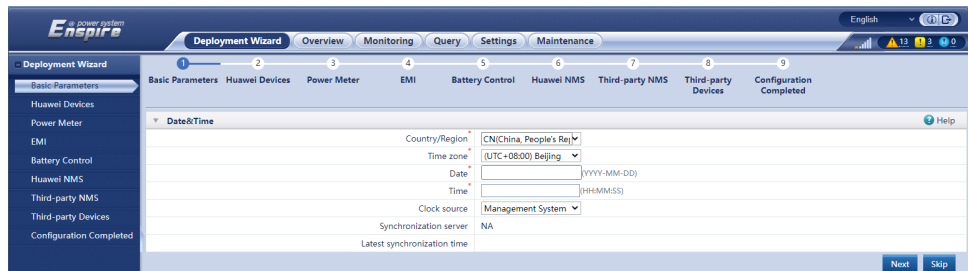 e power system
Enspire
English
Deployment Wizard Overview Monitoring Query Settings Maintenance
13 3 0
Deployment Wizard
Basic Parameters
Huawei Devices
Power Meter
EMI
Battery Control
Huawei NMS
Third-party NMS
Third-party Devices
Configuration Completed
1 2 3 4 5 6 7 8 9
Basic Parameters Huawei Devices Power Meter EMI Battery Control Huawei NMS Third-party NMS Third-party Devices Configuration Completed
Date&Time
Help
Country/Region* CN(China, People's Re
Time zone* (UTC+08:00) Beijing
Date* (YYYY-MM-DD)
Time* (HH:MM:SS)
Clock source Management System
Synchronization server NA
Latest synchronization time
Next Skip